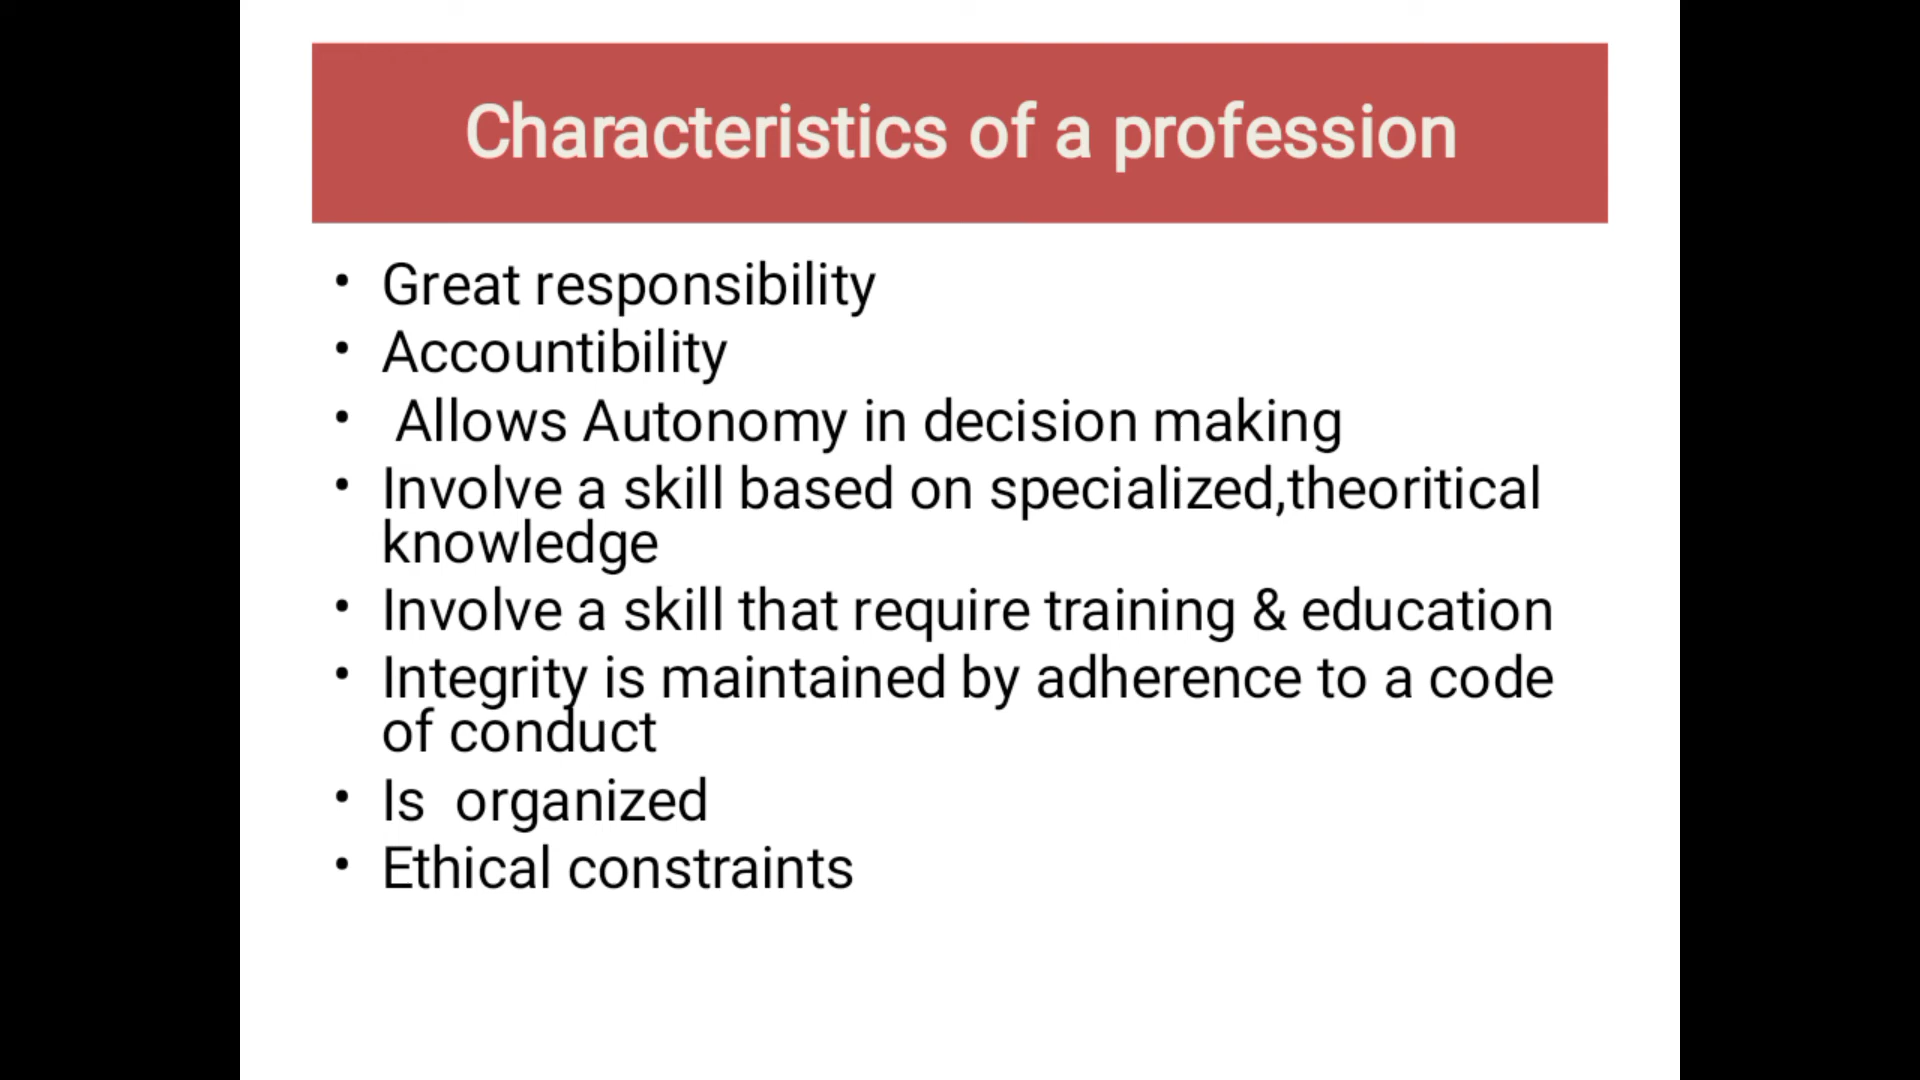 Characteristics of a profession
• Great responsibility
• Accountibility
• Allows Autonomy in decision making
• Involve a skill based on specialized,theoritical
knowledge
• Involve a skill that require training & education
• Integrity is maintained by adherence to a code
of conduct
• Is  organized
• Ethical constraints